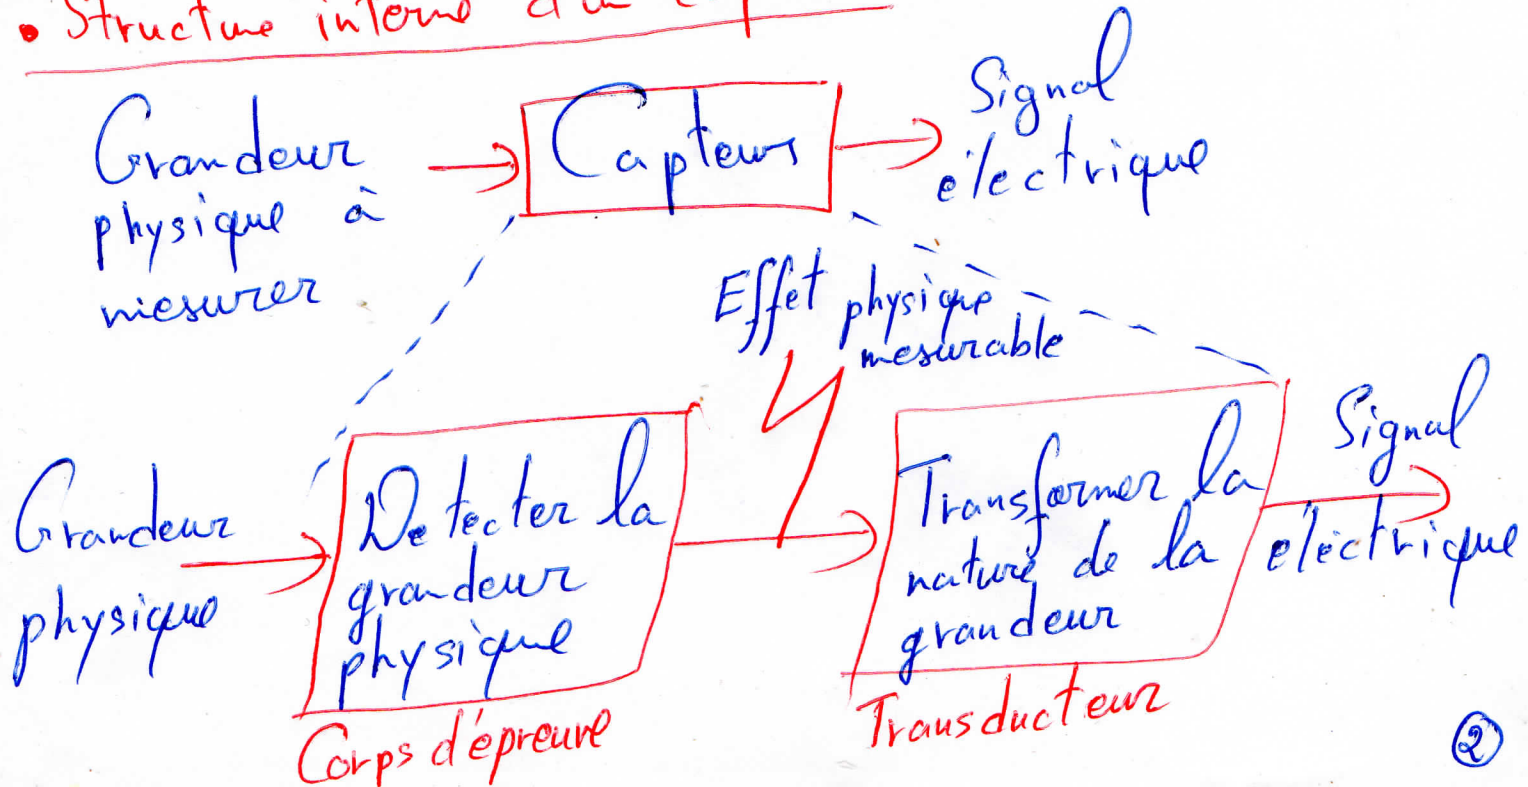 • Structure interne d'un
Grandeur
physique à
mesurer
Capteurs
Signal
électrique
Effet physique
mesurable
Grandeur
physique
Detecter la
grandeur
physique
Corps d'épreuve
Transformer la
nature de la
grandeur
Transducteur
Signal
électrique
2